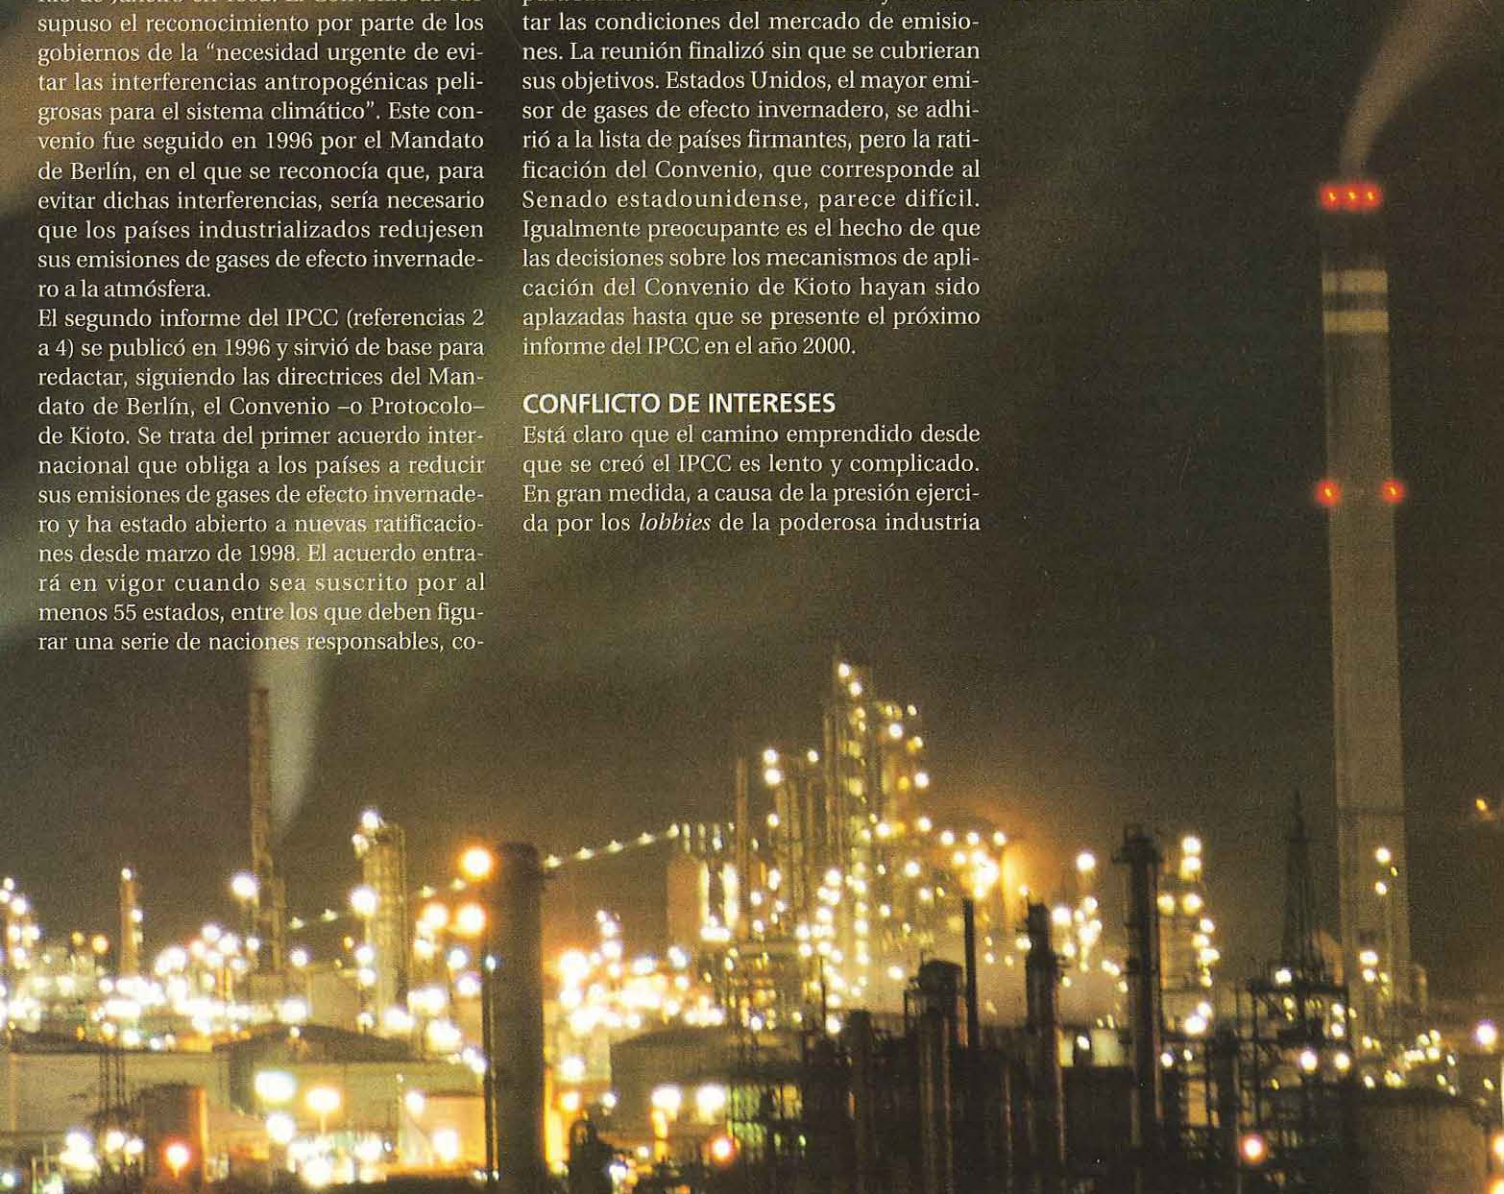 supuso el reconocimiento por parte de los
gobiernos de la “necesidad urgente de evi-
tar las interferencias antropogénicas peli-
grosas para el sistema climático”. Este con-
venio fue seguido en 1996 por el Mandato
de Berlín, en el que se reconocía que, para
evitar dichas interferencias, sería necesario
que los países industrializados redujesen
sus emisiones de gases de efecto invernade-
ro a la atmósfera.
El segundo informe del IPCC (referencias 2
a 4) se publicó en 1996 y sirvió de base para
redactar, siguiendo las directrices del Man-
dato de Berlín, el Convenio –o Protocolo–
de Kioto. Se trata del primer acuerdo inter-
nacional que obliga a los países a reducir
sus emisiones de gases de efecto invernade-
ro y ha estado abierto a nuevas ratificacio-
nes desde marzo de 1998. El acuerdo entra-
rá en vigor cuando sea suscrito por al
menos 55 estados, entre los que deben figu-
rar una serie de naciones responsables, co-
tar las condiciones del mercado de emisio-
nes. La reunión finalizó sin que se cubrieran
sus objetivos. Estados Unidos, el mayor emi-
sor de gases de efecto invernadero, se adhi-
rió a la lista de países firmantes, pero la rati-
ficación del Convenio, que corresponde al
Senado estadounidense, parece difícil.
Igualmente preocupante es el hecho de que
las decisiones sobre los mecanismos de apli-
cación del Convenio de Kioto hayan sido
aplazadas hasta que se presente el próximo
informe del IPCC en el año 2000.
CONFLICTO DE INTERESES
Está claro que el camino emprendido desde
que se creó el IPCC es lento y complicado.
En gran medida, a causa de la presión ejerci-
da por los lobbies de la poderosa industria